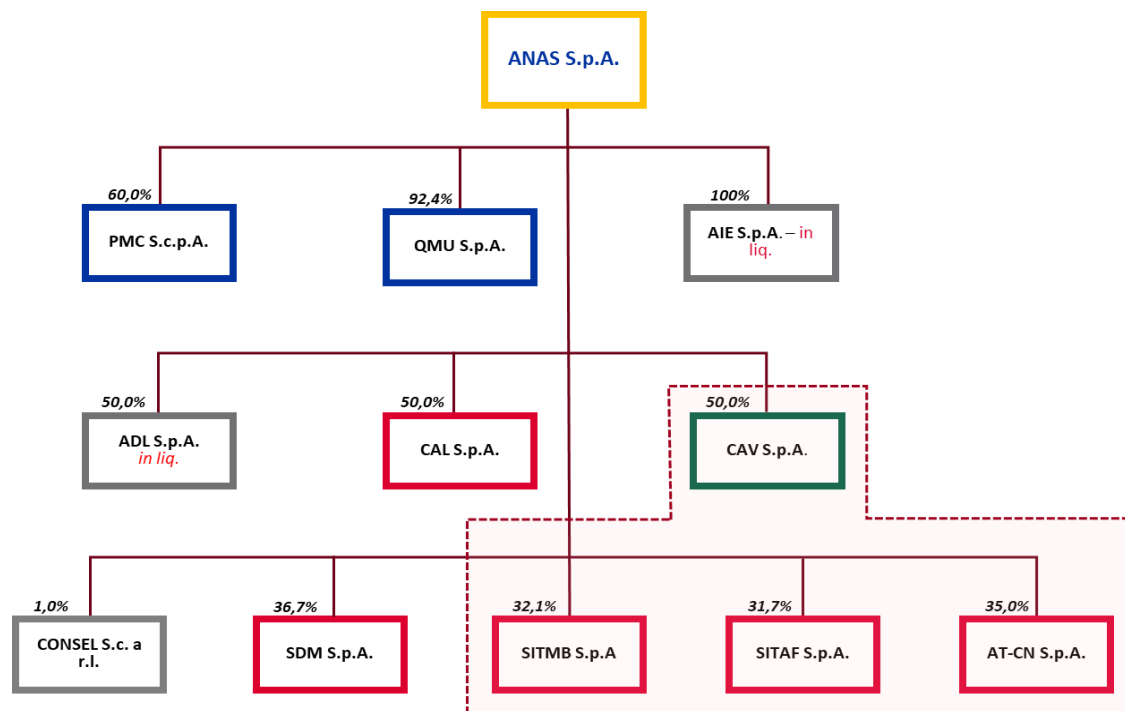 ANAS S.p.A.
60,0%
92,4%
100%
PMC S.c.p.A.
QMU S.p.A.
AIE S.p.A. – in
liq.
50,0%
50,0%
50,0%
ADL S.p.A.
in liq.
CAL S.p.A.
CAV S.p.A.
1,0%
36,7%
32,1%
31,7%
35,0%
CONSEL S.c. a
r.l.
SDM S.p.A.
SITMB S.p.A
SITAF S.p.A.
AT-CN S.p.A.